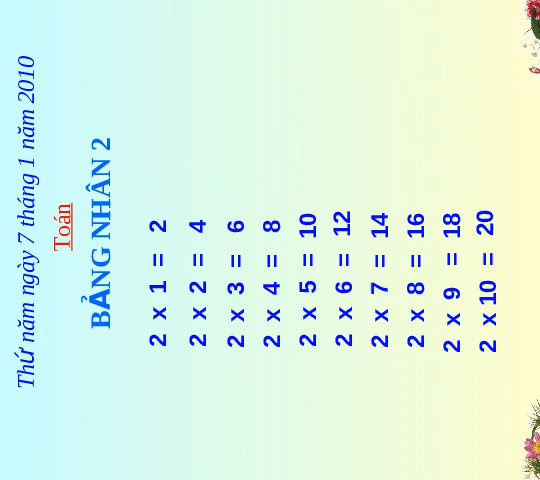 Thứ năm ngày 7 tháng 1 năm 2010
Toán
BẢNG NHÂN 2
2 x 1 = 2
2 x 2 = 4
2 x 3 = 6
2 x 4 = 8
2 x 5 = 10
2 x 6 = 12
2 x 7 = 14
2 x 8 = 16
2 x 9 = 18
2 x 10 = 20